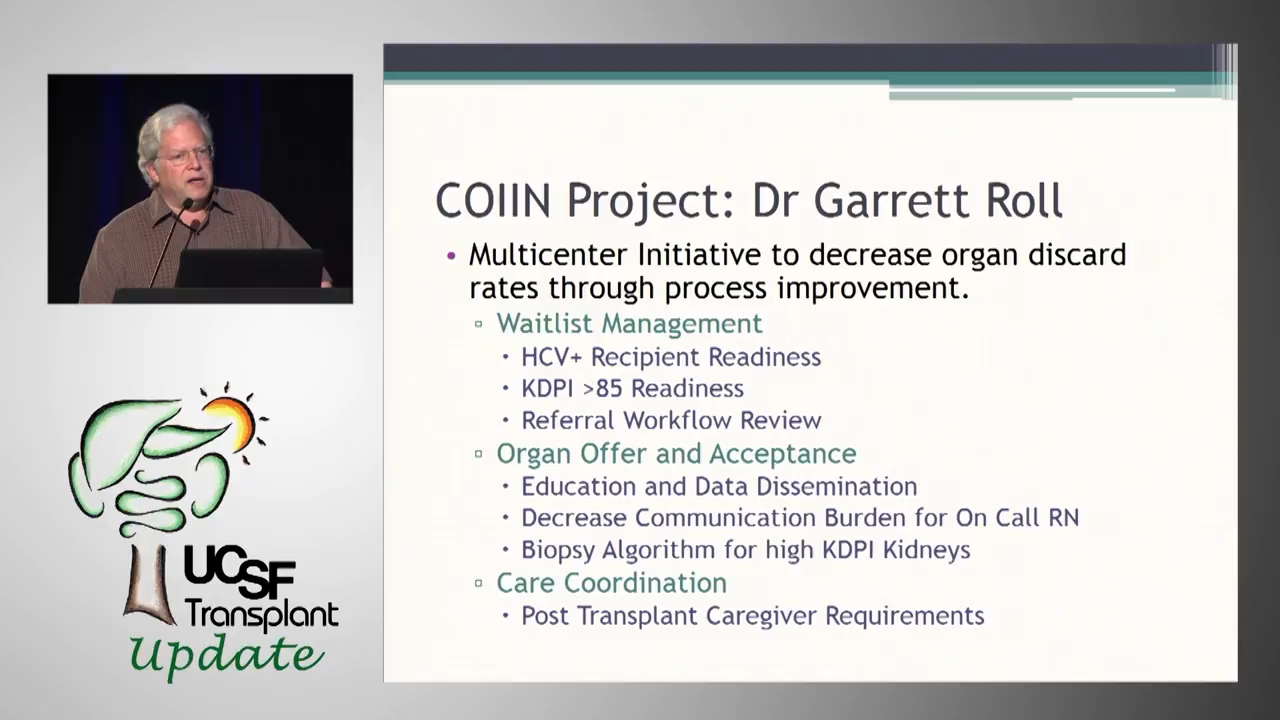 COIIN Project: Dr Garrett Roll
• Multicenter Initiative to decrease organ discard
rates through process improvement.
▫ Waitlist Management
• HCV+ Recipient Readiness
• KDPI >85 Readiness
• Referral Workflow Review
▫ Organ Offer and Acceptance
• Education and Data Dissemination
• Decrease Communication Burden for On Call RN
• Biopsy Algorithm for high KDPI Kidneys
▫ Care Coordination
• Post Transplant Caregiver Requirements
UCSF
Transplant
Update